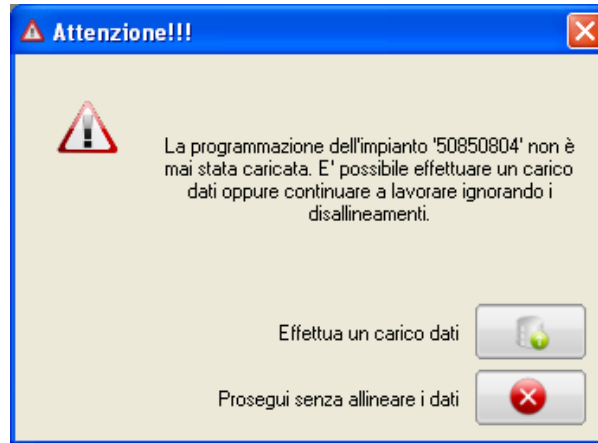 Attenzione!!!
La programmazione dell'impianto '50850804' non è
mai stata caricata. E' possibile effettuare un carico
dati oppure continuare a lavorare ignorando i
disallineamenti.
Effettua un carico dati
Prosegui senza allineare i dati